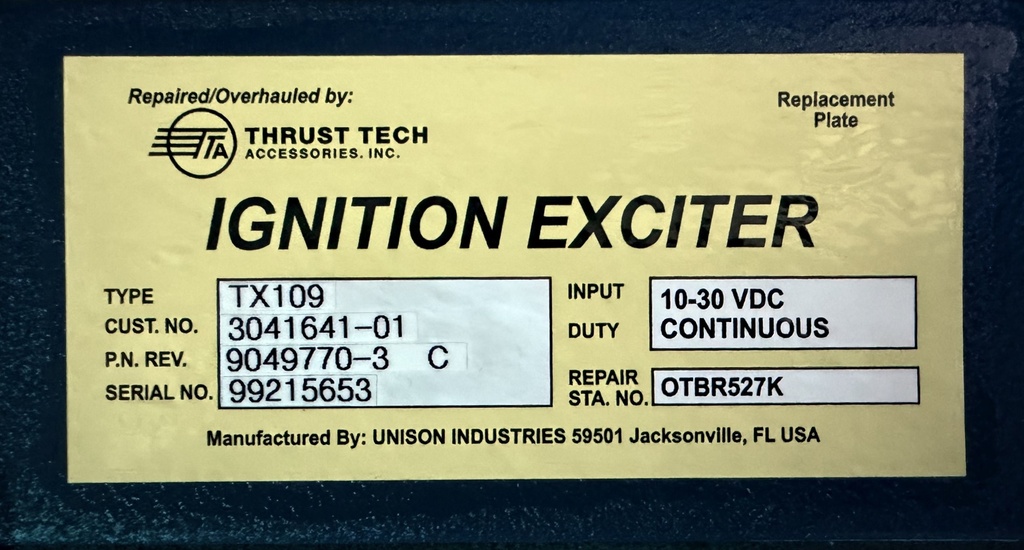 Repaired/Overhauled by:
Replacement
Plate
TTA THRUST TECH
ACCESSORIES. INC.
IGNITION EXCITER
TYPE TX109
CUST. NO. 3041641-01
P.N. REV. 9049770-3 C
SERIAL NO. 99215653
INPUT 10-30 VDC
DUTY CONTINUOUS
REPAIR
STA. NO. OTBR527K
Manufactured By: UNISON INDUSTRIES 59501 Jacksonville, FL USA